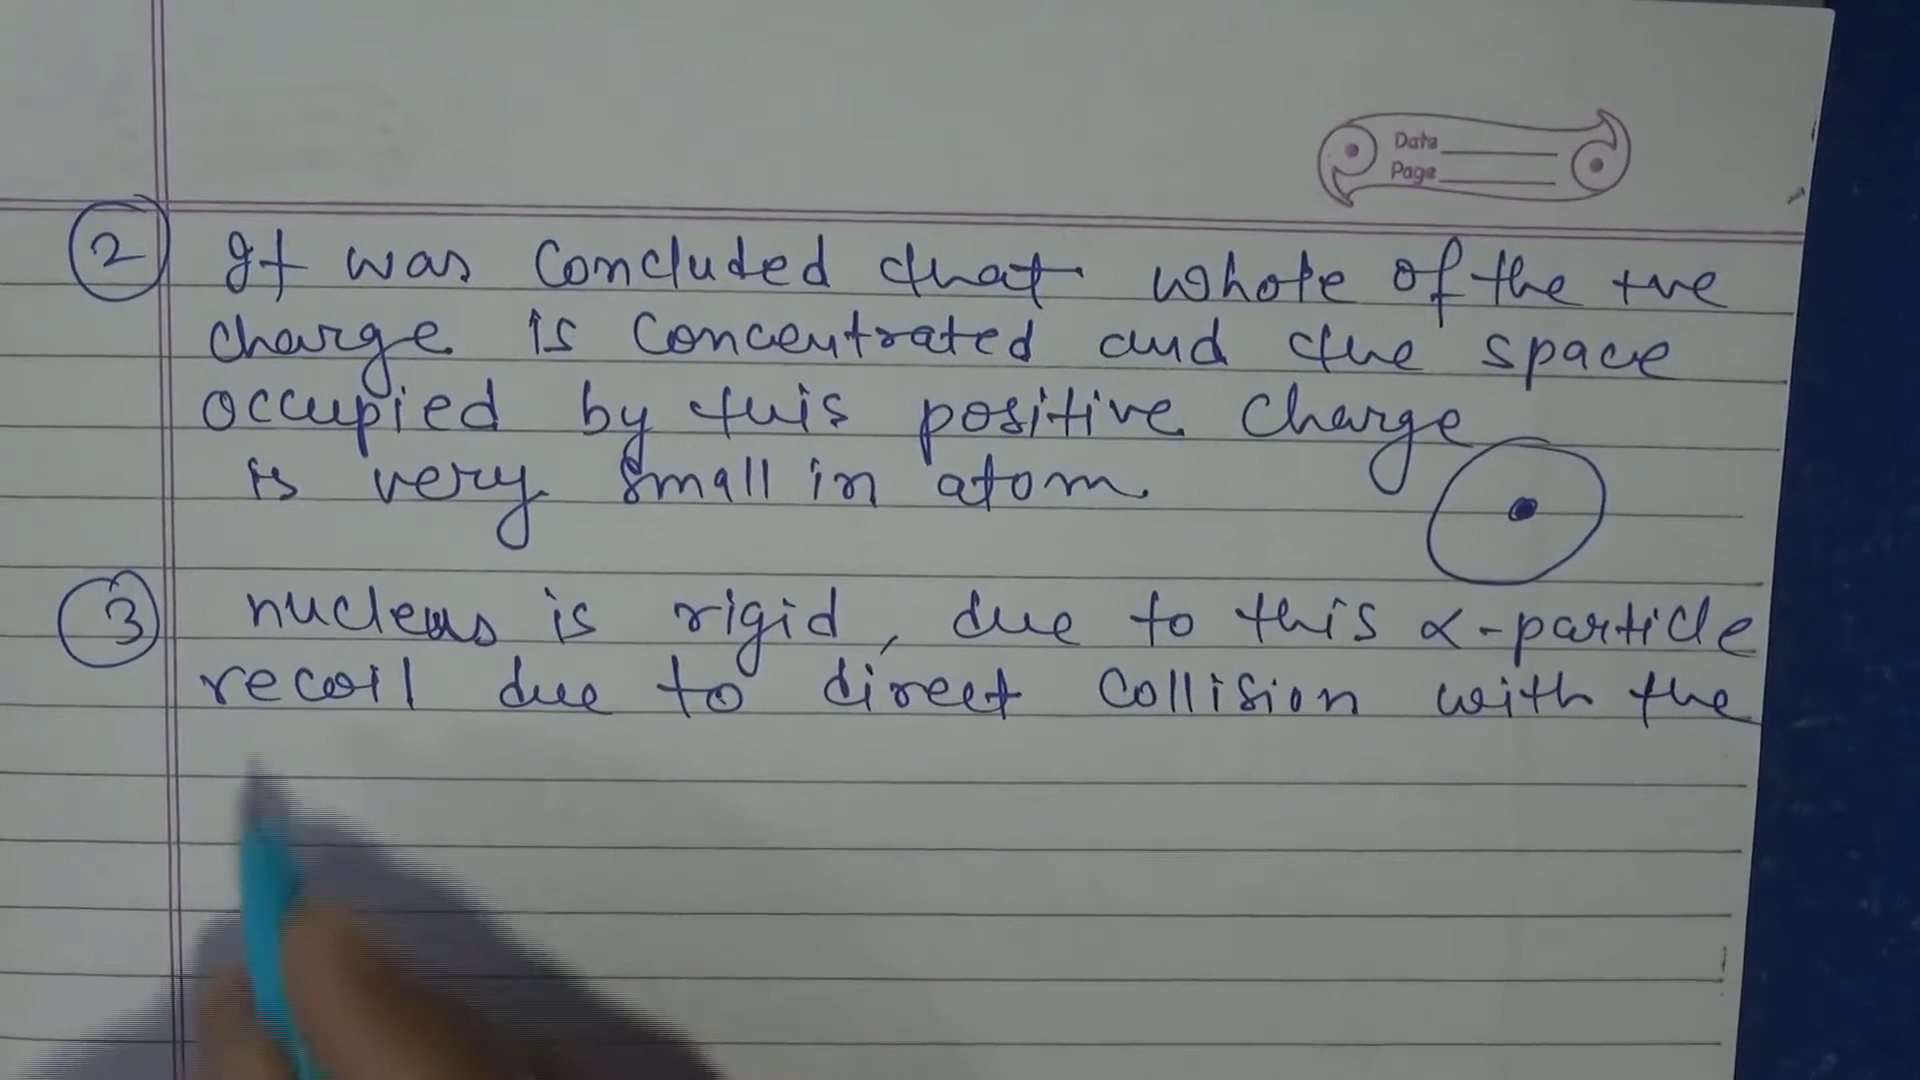 Data
Page
2 It was concluded that whole of the +ve
charge is concentrated and the space
occupied by this positive charge
is very small in atom.
3 nucleus is rigid, due to this α-particle
recoil due to direct collision with the